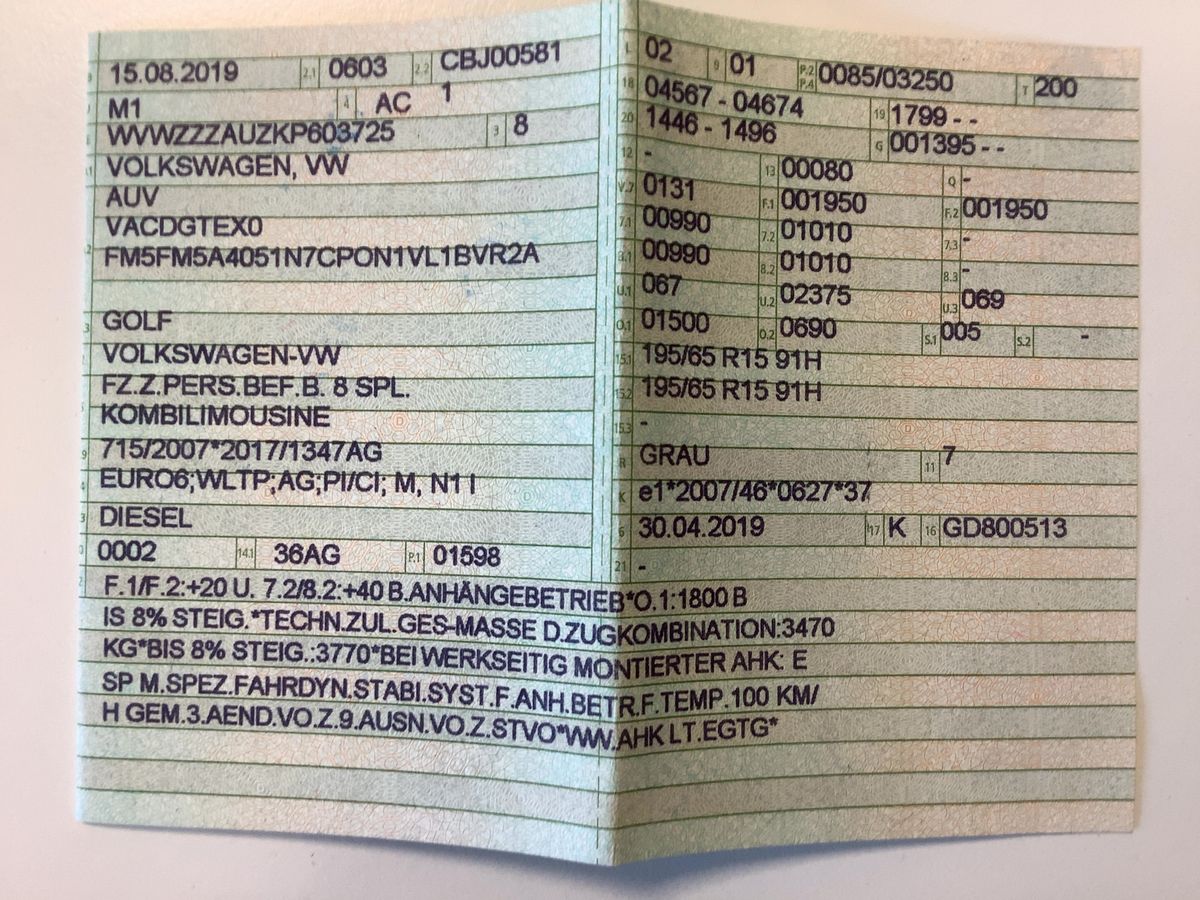 15.08.2019 2.1 0603 2.2 CBJ00581
M1 4 AC 1
WVWZZZAUZKP603725 3 8
VOLKSWAGEN, VW
AUV
VACDGTEX0
FM5FM5A4051N7CPON1VL1BVR2A
GOLF
VOLKSWAGEN-VW
FZ.Z.PERS.BEF.B. 8 SPL.
KOMBILIMOUSINE
715/2007*2017/1347AG
EURO6;WLTP;AG;PI/CI; M, N1 I
DIESEL
0002 14.1 36AG P.1 01598
L 02 9 01 P.2 P.4 0085/03250 T 200
18 04567 - 04674 19 1799 - -
20 1446 - 1496 G 001395 - -
12 - 13 00080 Q -
V.7 0131 F.1 001950 F.2 001950
7.1 00990 7.2 01010 7.3 -
8.1 00990 8.2 01010 8.3 -
U.1 067 U.2 02375 U.3 069
O.1 01500 O.2 0690 S.1 005 S.2 -
15.1 195/65 R15 91H
15.2 195/65 R15 91H
15.3 -
R GRAU 11 7
K e1*2007/46*0627*37
6 30.04.2019 17 K 16 GD800513
21 -
F.1/F.2:+20 U. 7.2/8.2:+40 B.ANHÄNGEBETRIEB*O.1:1800 B
IS 8% STEIG.*TECHN.ZUL.GES-MASSE D.ZUGKOMBINATION:3470
KG*BIS 8% STEIG.:3770*BEI WERKSEITIG MONTIERTER AHK: E
SP M.SPEZ.FAHRDYN.STABI.SYST.F.ANH.BETR.F.TEMP.100 KM/
H GEM.3.AEND.VO.Z.9.AUSN.VO.Z.STVO*WW.AHK LT.EGTG*